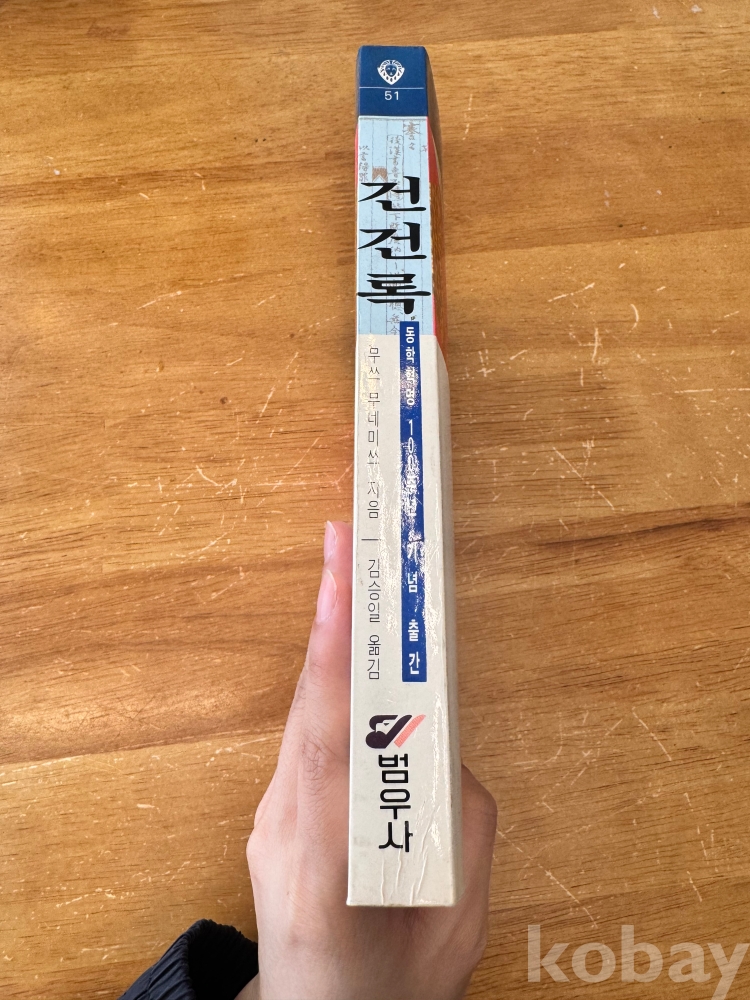 51
건건록
동학혁명 100주년 기념 출간
무쓰 무네미쓰 지음 — 김승일 옮김
범우사
kobay